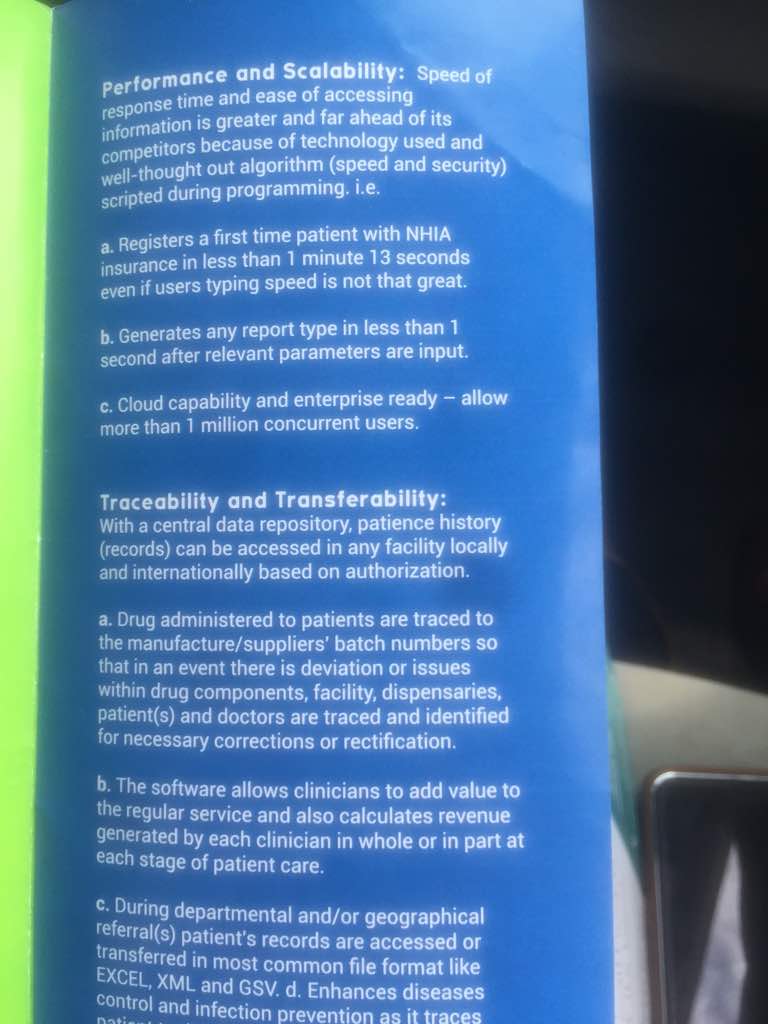 Performance and Scalability: Speed of
response time and ease of accessing
information is greater and far ahead of its
competitors because of technology used and
well-thought out algorithm (speed and security)
scripted during programming. i.e.
a. Registers a first time patient with NHIA
insurance in less than 1 minute 13 seconds
even if users typing speed is not that great.
b. Generates any report type in less than 1
second after relevant parameters are input.
c. Cloud capability and enterprise ready – allow
more than 1 million concurrent users.
Traceability and Transferability:
With a central data repository, patience history
(records) can be accessed in any facility locally
and internationally based on authorization.
a. Drug administered to patients are traced to
the manufacture/suppliers' batch numbers so
that in an event there is deviation or issues
within drug components, facility, dispensaries,
patient(s) and doctors are traced and identified
for necessary corrections or rectification.
b. The software allows clinicians to add value to
the regular service and also calculates revenue
generated by each clinician in whole or in part at
each stage of patient care.
c. During departmental and/or geographical
referral(s) patient's records are accessed or
transferred in most common file format like
EXCEL, XML and GSV. d. Enhances diseases
control and infection prevention as it traces